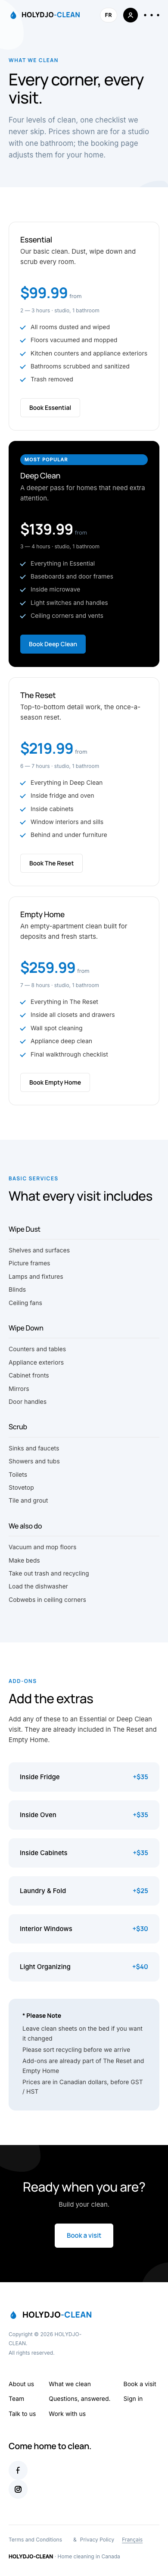 HOLYDJO-CLEAN
FR
WHAT WE CLEAN
Every corner, every
visit.
Four levels of clean, one checklist we
never skip. Prices shown are for a studio
with one bathroom; the booking page
adjusts them for your home.
Essential
Our basic clean. Dust, wipe down and
scrub every room.
$99.99 from
2 — 3 hours · studio, 1 bathroom
All rooms dusted and wiped
Floors vacuumed and mopped
Kitchen counters and appliance exteriors
Bathrooms scrubbed and sanitized
Trash removed
Book Essential
MOST POPULAR
Deep Clean
A deeper pass for homes that need extra
attention.
$139.99 from
3 — 4 hours · studio, 1 bathroom
Everything in Essential
Baseboards and door frames
Inside microwave
Light switches and handles
Ceiling corners and vents
Book Deep Clean
The Reset
Top-to-bottom detail work, the once-a-
season reset.
$219.99 from
6 — 7 hours · studio, 1 bathroom
Everything in Deep Clean
Inside fridge and oven
Inside cabinets
Window interiors and sills
Behind and under furniture
Book The Reset
Empty Home
An empty-apartment clean built for
deposits and fresh starts.
$259.99 from
7 — 8 hours · studio, 1 bathroom
Everything in The Reset
Inside all closets and drawers
Wall spot cleaning
Appliance deep clean
Final walkthrough checklist
Book Empty Home
BASIC SERVICES
What every visit includes
Wipe Dust
Shelves and surfaces
Picture frames
Lamps and fixtures
Blinds
Ceiling fans
Wipe Down
Counters and tables
Appliance exteriors
Cabinet fronts
Mirrors
Door handles
Scrub
Sinks and faucets
Showers and tubs
Toilets
Stovetop
Tile and grout
We also do
Vacuum and mop floors
Make beds
Take out trash and recycling
Load the dishwasher
Cobwebs in ceiling corners
ADD-ONS
Add the extras
Add any of these to an Essential or Deep Clean
visit. They are already included in The Reset and
Empty Home.
Inside Fridge +$35
Inside Oven +$35
Inside Cabinets +$35
Laundry & Fold +$25
Interior Windows +$30
Light Organizing +$40
* Please Note
Leave clean sheets on the bed if you want
it changed
Please sort recycling before we arrive
Add-ons are already part of The Reset and
Empty Home
Prices are in Canadian dollars, before GST
/ HST
Ready when you are?
Build your clean.
Book a visit
HOLYDJO-CLEAN
Copyright © 2026 HOLYDJO-
CLEAN.
All rights reserved.
About us What we clean Book a visit
Team Questions, answered. Sign in
Talk to us Work with us
Come home to clean.
Terms and Conditions & Privacy Policy Français
HOLYDJO-CLEAN · Home cleaning in Canada